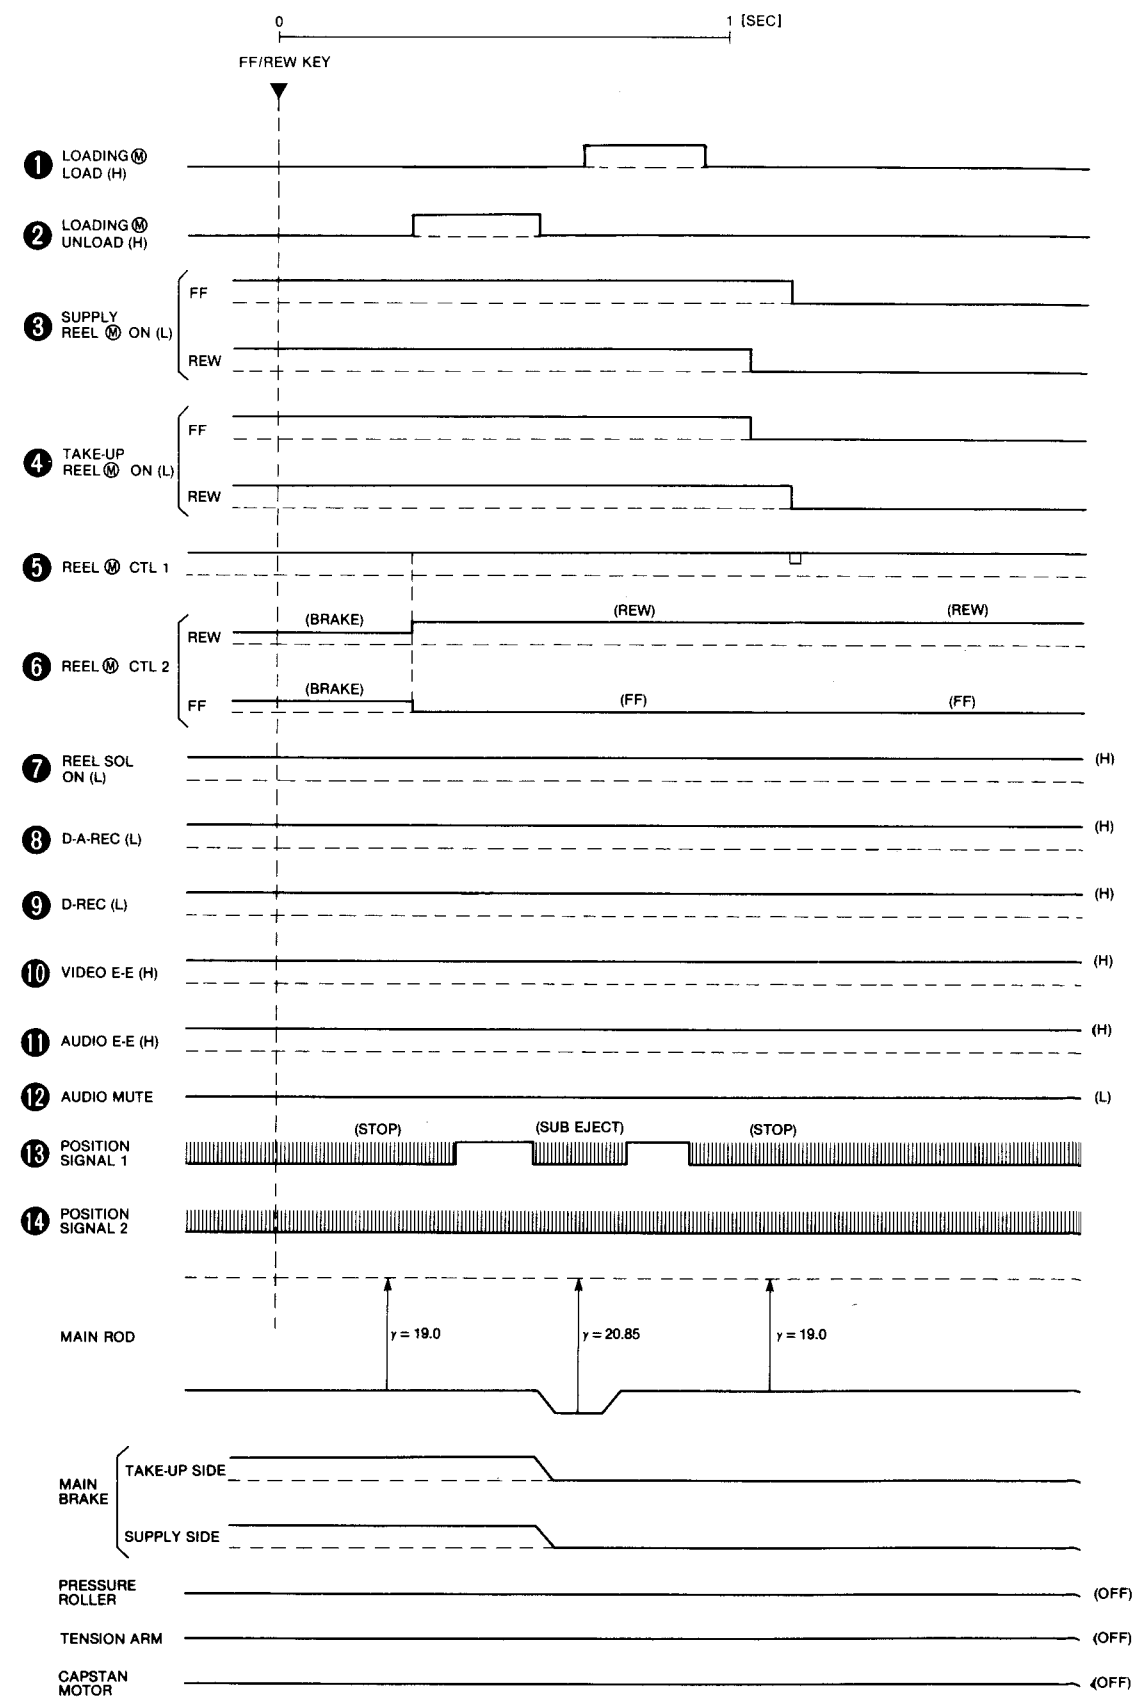 0 1 [SEC]
FF/REW KEY
1 LOADING Ⓜ
LOAD (H)
2 LOADING Ⓜ
UNLOAD (H)
FF
3 SUPPLY
REEL Ⓜ ON (L)
REW
FF
4 TAKE-UP
REEL Ⓜ ON (L)
REW
5 REEL Ⓜ CTL 1
(BRAKE) (REW) (REW)
REW
6 REEL Ⓜ CTL 2
(BRAKE) (FF) (FF)
FF
7 REEL SOL (H)
ON (L)
8 D-A-REC (L) (H)
9 D-REC (L) (H)
10 VIDEO E-E (H) (H)
11 AUDIO E-E (H) (H)
12 AUDIO MUTE (L)
(STOP) (SUB EJECT) (STOP)
13 POSITION
SIGNAL 1
14 POSITION
SIGNAL 2
MAIN ROD γ = 19.0 γ = 20.85 γ = 19.0
TAKE-UP SIDE
MAIN
BRAKE
SUPPLY SIDE
PRESSURE
ROLLER (OFF)
TENSION ARM (OFF)
CAPSTAN
MOTOR (OFF)